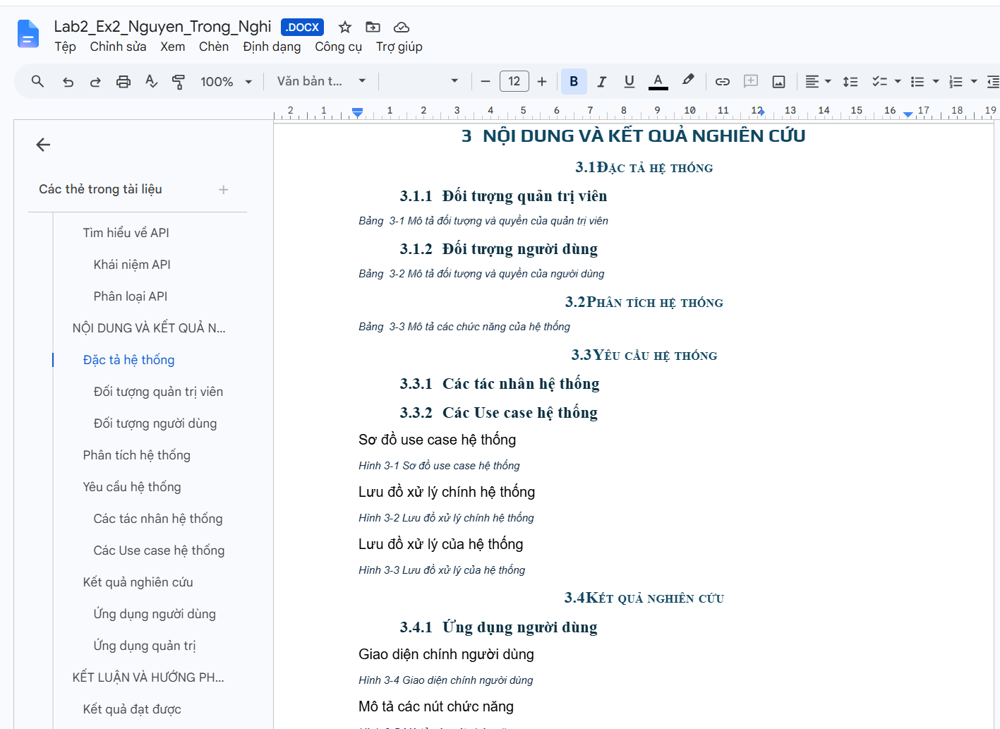 Lab2_Ex2_Nguyen_Trong_Nghi .DOCX
Tệp Chỉnh sửa Xem Chèn Định dạng Công cụ Trợ giúp
100% Văn bản t... 12 B I U A
2 1 1 2 3 4 5 6 7 8 9 10 11 12 13 14 15 16 17 18 19
Các thẻ trong tài liệu
Tìm hiểu về API
Khái niệm API
Phân loại API
NỘI DUNG VÀ KẾT QUẢ N...
Đặc tả hệ thống
Đối tượng quản trị viên
Đối tượng người dùng
Phân tích hệ thống
Yêu cầu hệ thống
Các tác nhân hệ thống
Các Use case hệ thống
Kết quả nghiên cứu
Ứng dụng người dùng
Ứng dụng quản trị
KẾT LUẬN VÀ HƯỚNG PH...
Kết quả đạt được
3 NỘI DUNG VÀ KẾT QUẢ NGHIÊN CỨU
3.1Đặc tả hệ thống
3.1.1 Đối tượng quản trị viên
Bảng 3-1 Mô tả đối tượng và quyền của quản trị viên
3.1.2 Đối tượng người dùng
Bảng 3-2 Mô tả đối tượng và quyền của người dùng
3.2Phân tích hệ thống
Bảng 3-3 Mô tả các chức năng của hệ thống
3.3Yêu cầu hệ thống
3.3.1 Các tác nhân hệ thống
3.3.2 Các Use case hệ thống
Sơ đồ use case hệ thống
Hình 3-1 Sơ đồ use case hệ thống
Lưu đồ xử lý chính hệ thống
Hình 3-2 Lưu đồ xử lý chính hệ thống
Lưu đồ xử lý của hệ thống
Hình 3-3 Lưu đồ xử lý của hệ thống
3.4Kết quả nghiên cứu
3.4.1 Ứng dụng người dùng
Giao diện chính người dùng
Hình 3-4 Giao diện chính người dùng
Mô tả các nút chức năng